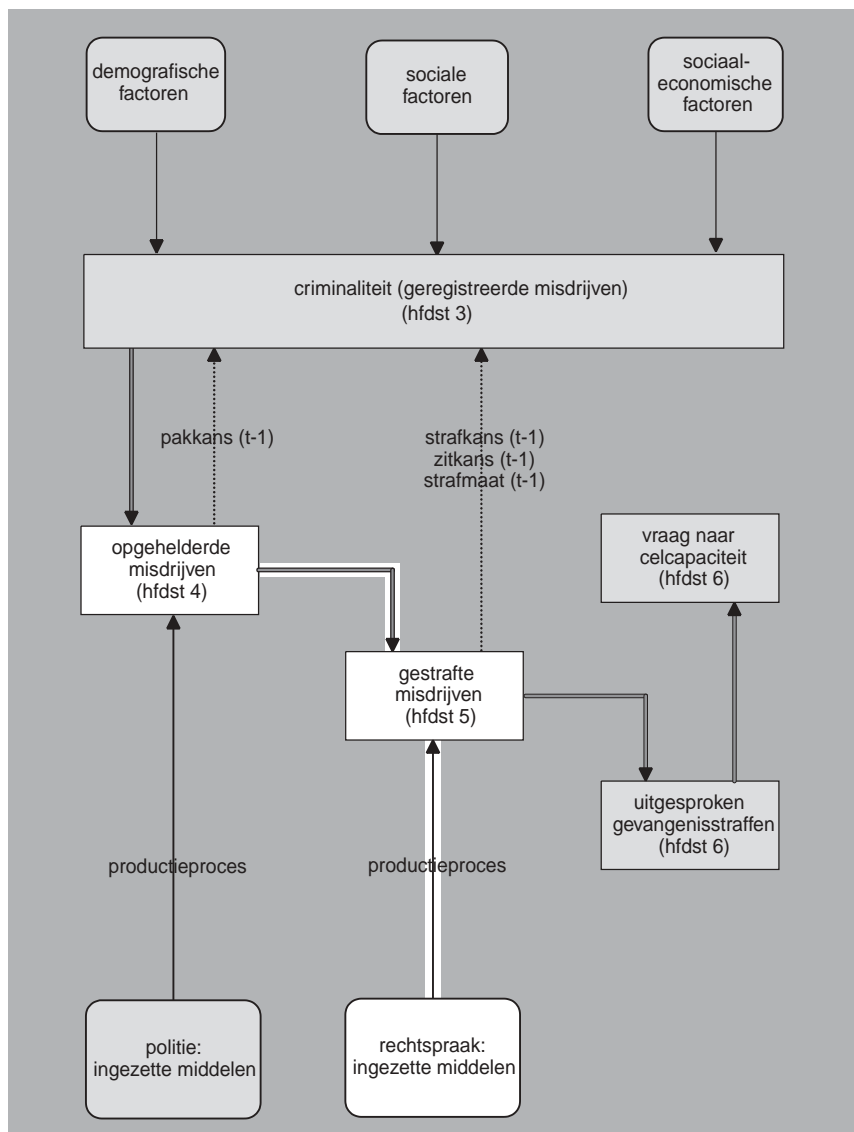 demografische
factoren
sociale
factoren
sociaal-
economische
factoren
criminaliteit (geregistreerde misdrijven)
(hfdst 3)
pakkans (t-1)
strafkans (t-1)
zitkans (t-1)
strafmaat (t-1)
opgehelderde
misdrijven
(hfdst 4)
vraag naar
celcapaciteit
(hfdst 6)
gestrafte
misdrijven
(hfdst 5)
uitgesproken
gevangenisstraffen
(hfdst 6)
productieproces
productieproces
politie:
ingezette middelen
rechtspraak:
ingezette middelen